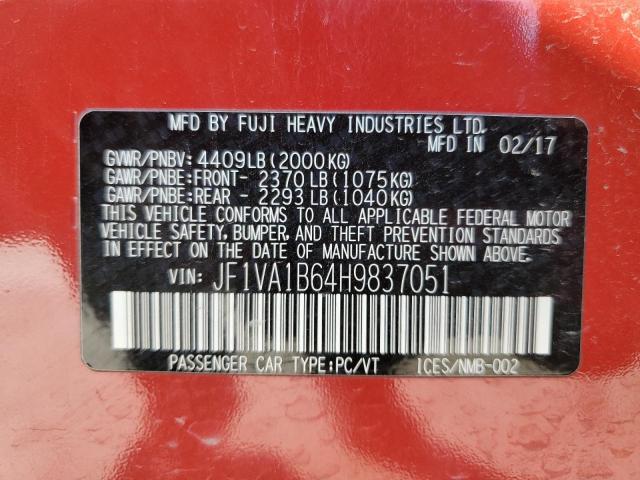 MFD BY FUJI HEAVY INDUSTRIES LTD.
MFD IN 02/17
GVWR/PNBV: 4409LB (2000KG)
GAWR/PNBE:FRONT- 2370 LB (1075KG)
GAWR/PNBE:REAR - 2293 LB (1040KG)
THIS VEHICLE CONFORMS TO ALL APPLICABLE FEDERAL MOTOR
VEHICLE SAFETY, BUMPER, AND THEFT PREVENTION STANDARDS
IN EFFECT ON THE DATE OF MANUFACTURE SHOWN ABOVE.
VIN: JF1VA1B64H9837051
PASSENGER CAR TYPE:PC/VT ICES/NMB-002